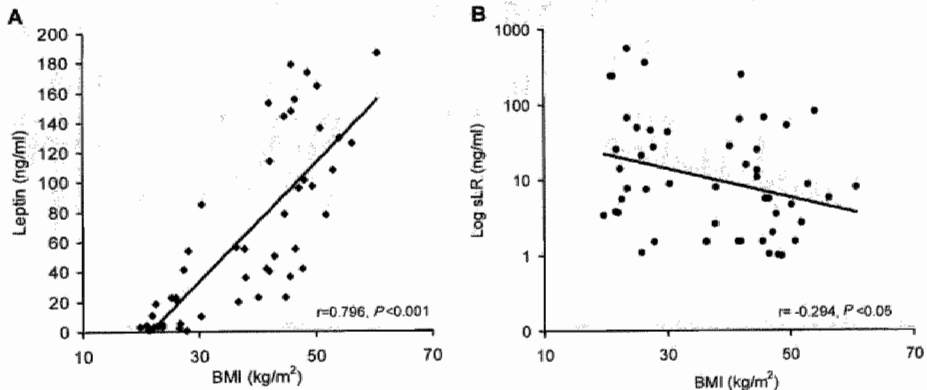 A
200
180
160
140
120
100
80
60
40
20
0
Leptin (ng/ml)
r=0.796, P<0.001
10 30 50 70
BMI (kg/m²)
B
1000
100
10
1
0
Log sLR (ng/ml)
r= -0.294, P<0.05
10 30 50 70
BMI (kg/m²)